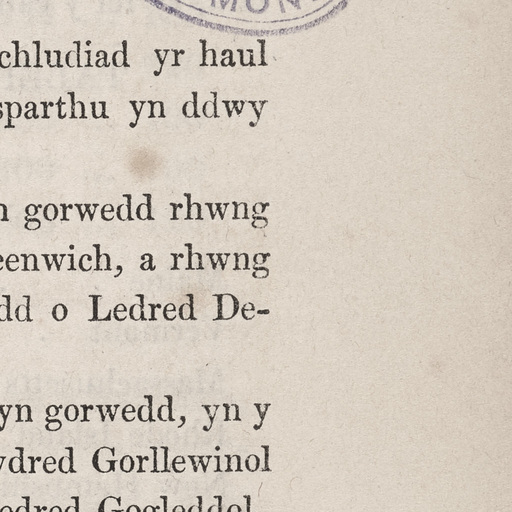 MON
chludiad yr haul
sparthu yn ddwy
n gorwedd rhwng
eenwich, a rhwng
dd o Ledred De-
yn gorwedd, yn y
ydred Gorllewinol
edred Gogleddol